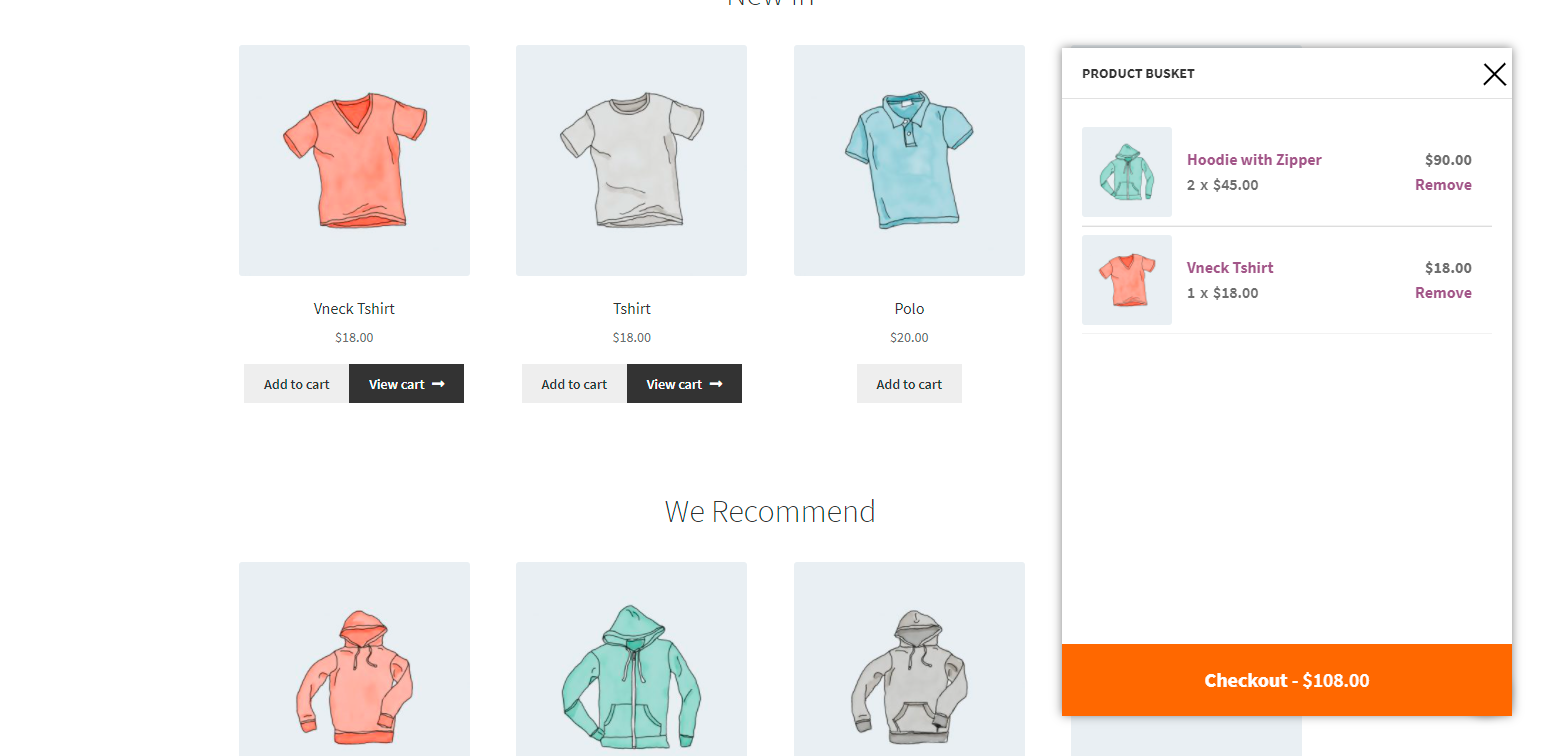 New In
Vneck Tshirt
$18.00
Add to cart
View cart
Tshirt
$18.00
Add to cart
View cart
Polo
$20.00
Add to cart
We Recommend
PRODUCT BUSKET
Hoodie with Zipper
$90.00
2 x $45.00
Remove
Vneck Tshirt
$18.00
1 x $18.00
Remove
Checkout - $108.00